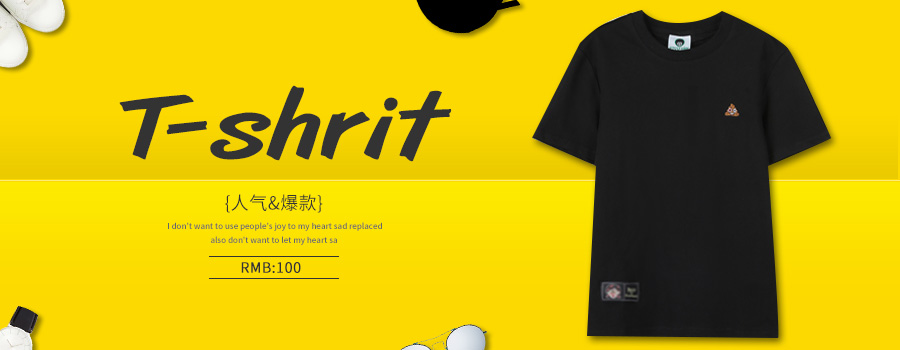 T-shrit
{人气&爆款}
I don't want to use people's joy to my heart sad replaced
also don't want to let my heart sa
RMB:100